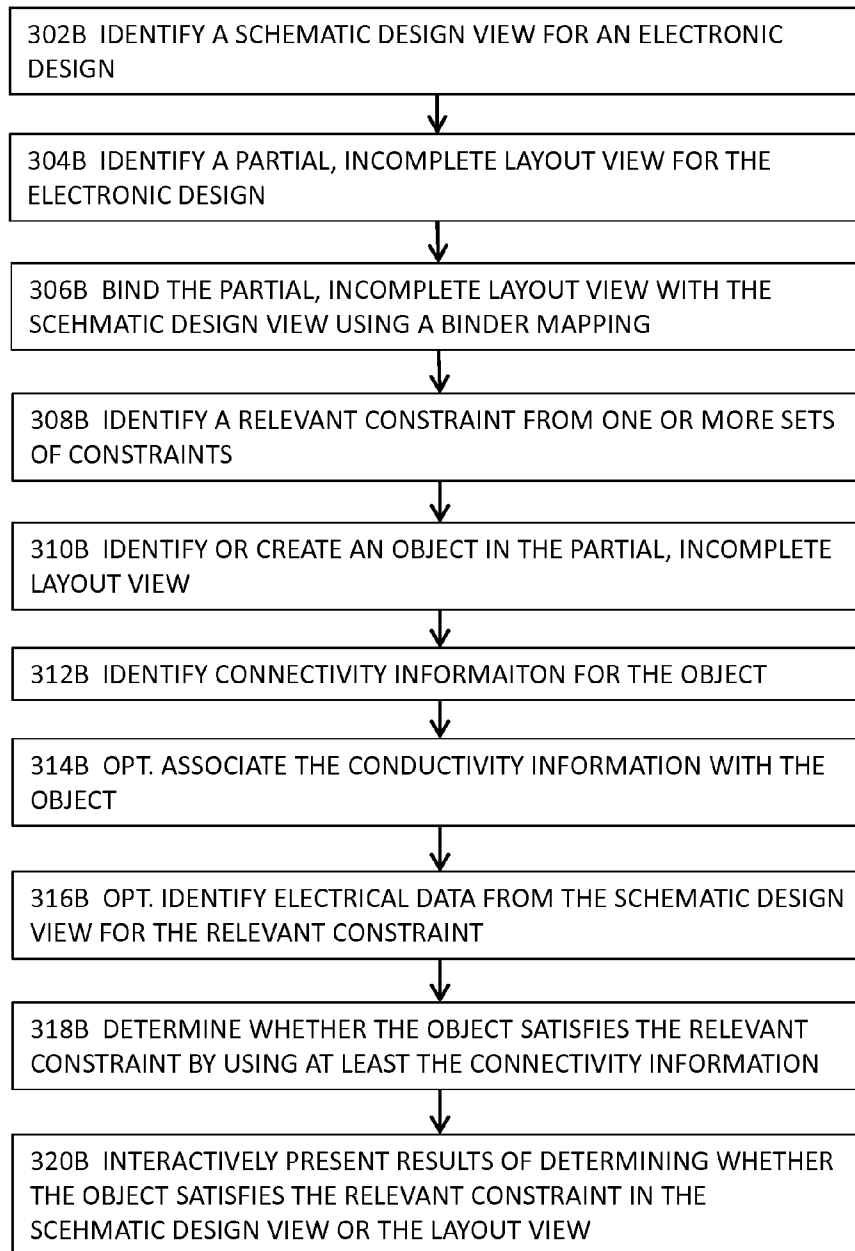 302B IDENTIFY A SCHEMATIC DESIGN VIEW FOR AN ELECTRONIC
DESIGN
304B IDENTIFY A PARTIAL, INCOMPLETE LAYOUT VIEW FOR THE
ELECTRONIC DESIGN
306B BIND THE PARTIAL, INCOMPLETE LAYOUT VIEW WITH THE
SCEHMATIC DESIGN VIEW USING A BINDER MAPPING
308B IDENTIFY A RELEVANT CONSTRAINT FROM ONE OR MORE SETS
OF CONSTRAINTS
310B IDENTIFY OR CREATE AN OBJECT IN THE PARTIAL, INCOMPLETE
LAYOUT VIEW
312B IDENTIFY CONNECTIVITY INFORMAITON FOR THE OBJECT
314B OPT. ASSOCIATE THE CONDUCTIVITY INFORMATION WITH THE
OBJECT
316B OPT. IDENTIFY ELECTRICAL DATA FROM THE SCHEMATIC DESIGN
VIEW FOR THE RELEVANT CONSTRAINT
318B DETERMINE WHETHER THE OBJECT SATISFIES THE RELEVANT
CONSTRAINT BY USING AT LEAST THE CONNECTIVITY INFORMATION
320B INTERACTIVELY PRESENT RESULTS OF DETERMINING WHETHER
THE OBJECT SATISFIES THE RELEVANT CONSTRAINT IN THE
SCEHMATIC DESIGN VIEW OR THE LAYOUT VIEW